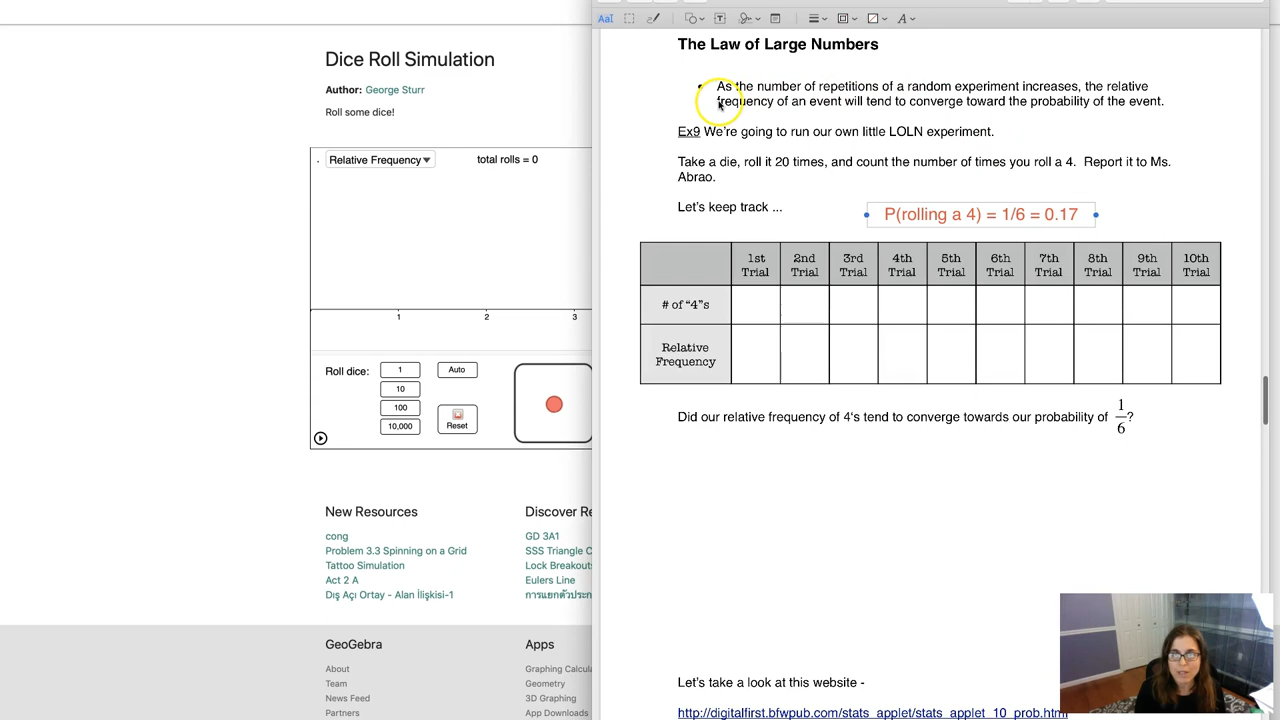 Dice Roll Simulation
Author: George Sturr
Roll some dice!
Relative Frequency
total rolls = 0
1
2
3
Roll dice:
1
Auto
10
100
10,000
Reset
New Resources
cong
Problem 3.3 Spinning on a Grid
Tattoo Simulation
Act 2 A
Dış Açı Ortay - Alan İlişkisi-1
Discover Re
GD 3A1
SSS Triangle C
Lock Breakout
Eulers Line
การแยกตัวประก
GeoGebra
About
Team
News Feed
Partners
Apps
Graphing Calcu
Geometry
3D Graphing
App Downloads
AaI
T
A
The Law of Large Numbers
• As the number of repetitions of a random experiment increases, the relative
frequency of an event will tend to converge toward the probability of the event.
Ex9 We're going to run our own little LOLN experiment.
Take a die, roll it 20 times, and count the number of times you roll a 4. Report it to Ms.
Abrao.
Let's keep track ...
P(rolling a 4) = 1/6 = 0.17
1st Trial 2nd Trial 3rd Trial 4th Trial 5th Trial 6th Trial 7th Trial 8th Trial 9th Trial 10th Trial
# of "4"s
Relative
Frequency
Did our relative frequency of 4's tend to converge towards our probability of 1/6?
Let's take a look at this website -
http://digitalfirst.bfwpub.com/stats_applet/stats_applet_10_prob.html